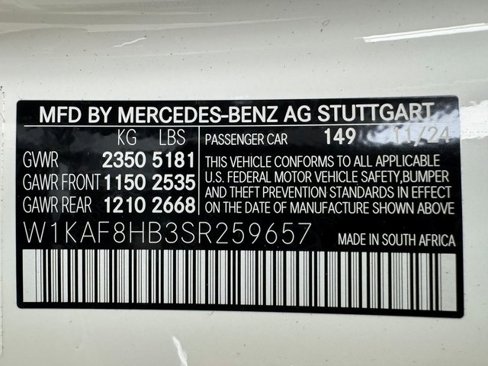 MFD BY MERCEDES-BENZ AG STUTTGART
KG LBS
GVWR 2350 5181
GAWR FRONT 1150 2535
GAWR REAR 1210 2668
PASSENGER CAR 149 11/24
THIS VEHICLE CONFORMS TO ALL APPLICABLE
U.S. FEDERAL MOTOR VEHICLE SAFETY,BUMPER
AND THEFT PREVENTION STANDARDS IN EFFECT
ON THE DATE OF MANUFACTURE SHOWN ABOVE
W1KAF8HB3SR259657
MADE IN SOUTH AFRICA